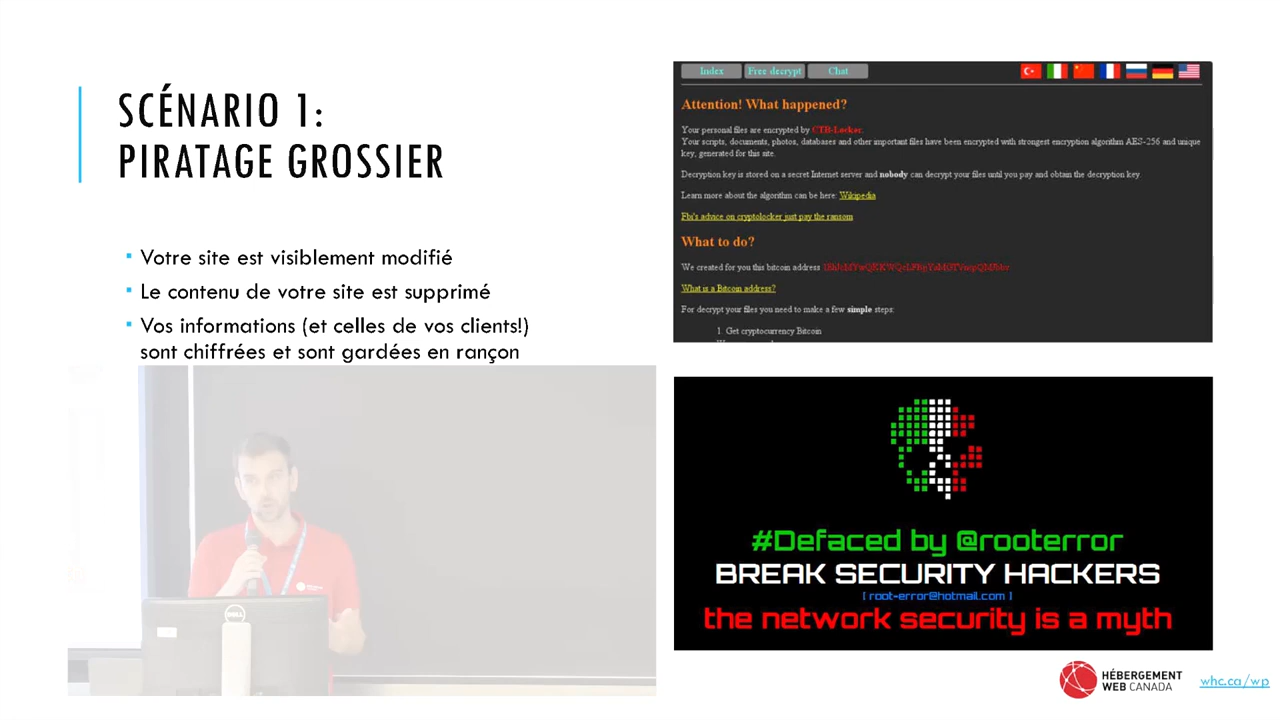 SCÉNARIO 1:
PIRATAGE GROSSIER
Votre site est visiblement modifié
Le contenu de votre site est supprimé
Vos informations (et celles de vos clients!)
sont chiffrées et sont gardées en rançon
Index Free decrypt Chat
Attention! What happened?
Your personal files are encrypted by CTB-Locker.
Your scripts, documents, photos, databases and other important files have been encrypted with strongest encryption algorithm AES-256 and unique
key, generated for this site.
Decryption key is stored on a secret Internet server and nobody can decrypt your files until you pay and obtain the decryption key.
Learn more about the algorithm can be here: Wikipedia
Fbi's advice on cryptolocker just pay the ransom
What to do?
We created for you this bitcoin address
What is a Bitcoin address?
For decrypt your files you need to make a few simple steps:
1. Get cryptocurrency Bitcoin
#Defaced by @rooterror
BREAK SECURITY HACKERS
[ root-error@hotmail.com ]
the network security is a myth
DELL
HÉBERGEMENT
WEB CANADA
whc.ca/wp